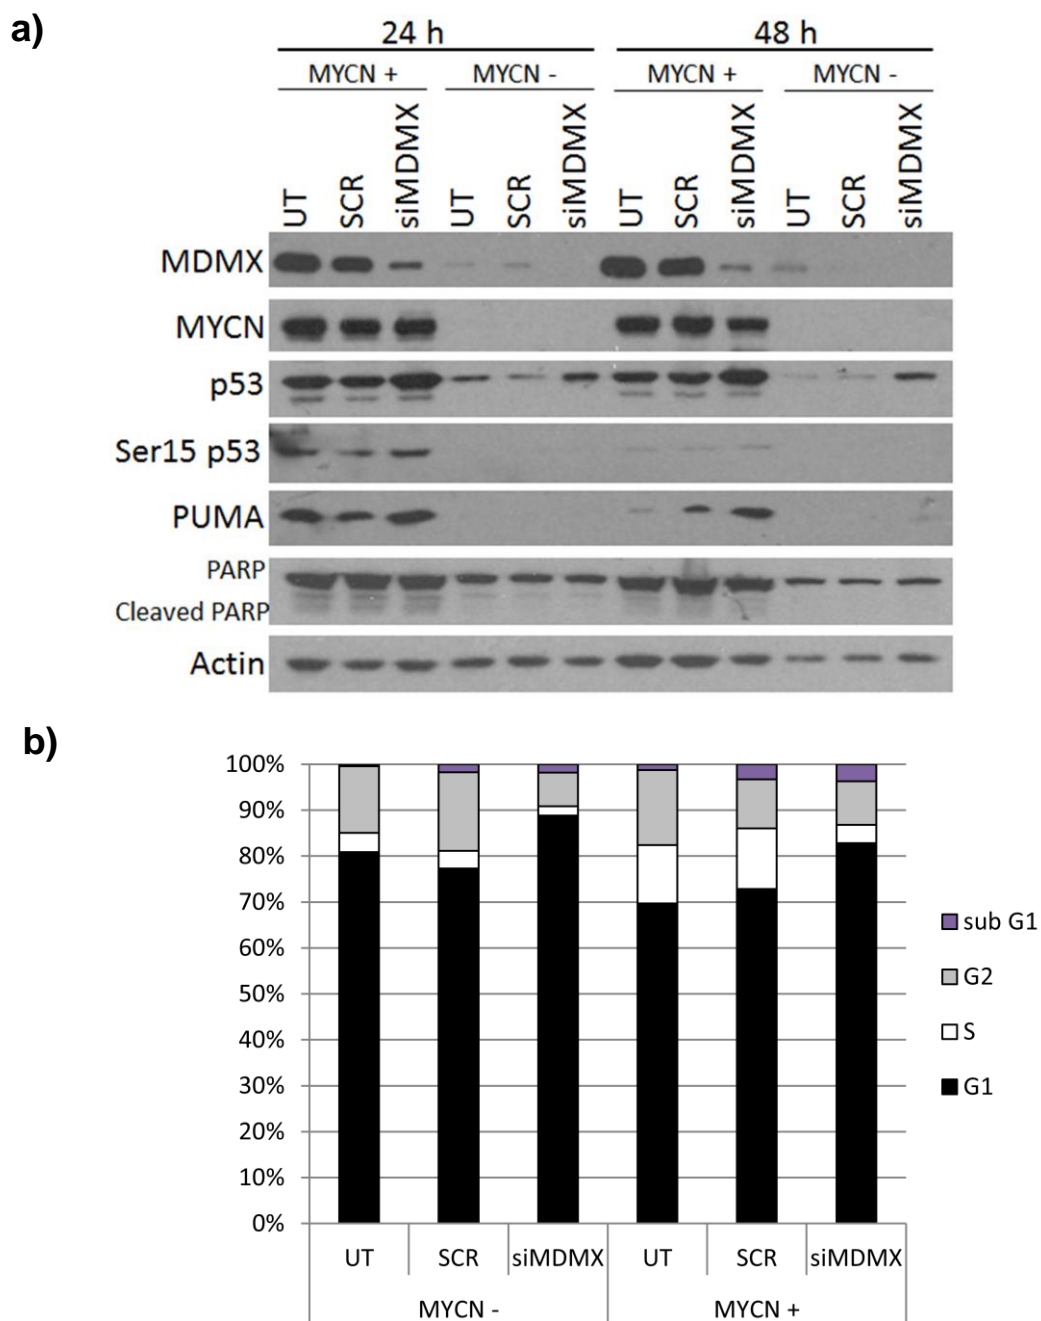 a)
24 h 48 h
MYCN + MYCN - MYCN + MYCN -
UT SCR siMDMX UT SCR siMDMX UT SCR siMDMX UT SCR siMDMX
MDMX
MYCN
p53
Ser15 p53
PUMA
PARP
Cleaved PARP
Actin
b)
100%
90%
80%
70%
60%
50%
40%
30%
20%
10%
0%
sub G1
G2
S
G1
UT SCR siMDMX UT SCR siMDMX
MYCN - MYCN +